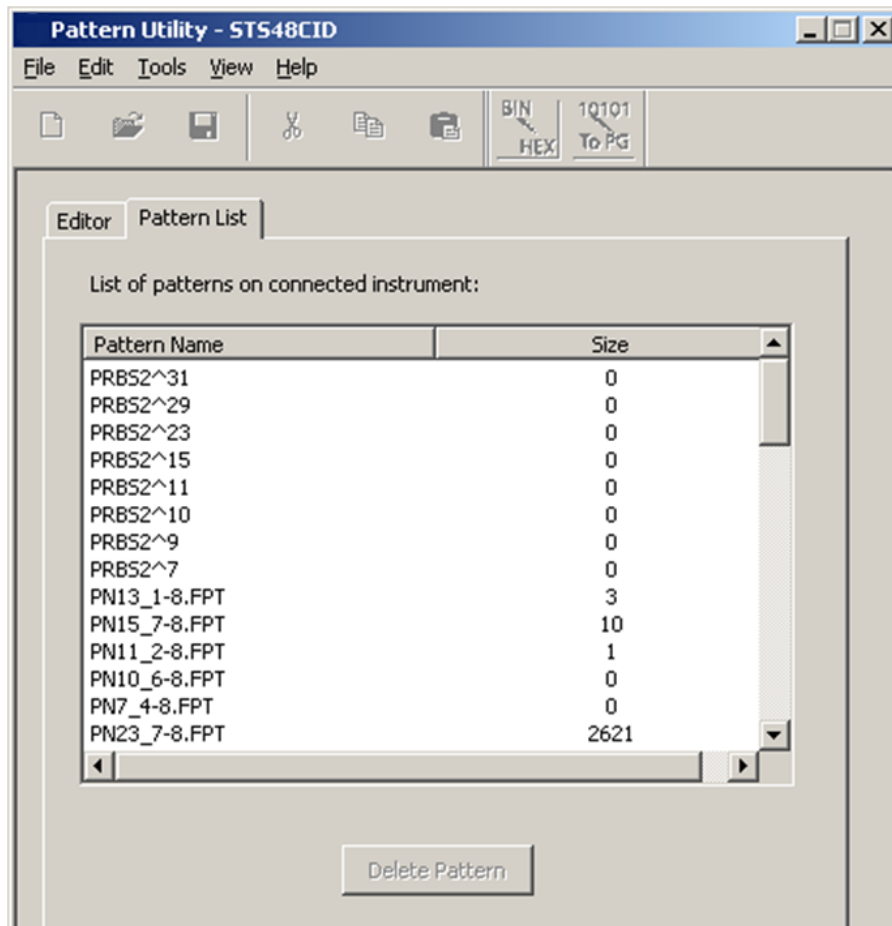 Pattern Utility - STS48CID
File Edit Tools View Help
BIN HEX 10101 To PG
Editor Pattern List
List of patterns on connected instrument:
Pattern Name Size
PRBS2^31 0
PRBS2^29 0
PRBS2^23 0
PRBS2^15 0
PRBS2^11 0
PRBS2^10 0
PRBS2^9 0
PRBS2^7 0
PN13_1-8.FPT 3
PN15_7-8.FPT 10
PN11_2-8.FPT 1
PN10_6-8.FPT 0
PN7_4-8.FPT 0
PN23_7-8.FPT 2621
Delete Pattern